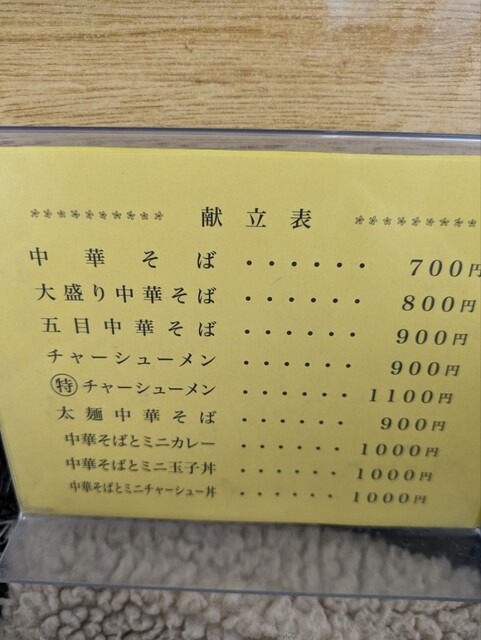 ☆☆☆☆☆☆☆☆☆☆ 献立表 ☆☆☆☆☆☆☆☆☆
中華そば ・・・・・・ 700円
大盛り中華そば ・・・・・・ 800円
五目中華そば ・・・・・・ 900円
チャーシューメン ・・・・・・ 900円
㊕チャーシューメン ・・・・・・ 1100円
太麺中華そば ・・・・・・ 900円
中華そばとミニカレー ・・・・・・ 1000円
中華そばとミニ玉子丼 ・・・・・・ 1000円
中華そばとミニチャーシュー丼 ・・・・・・ 1000円